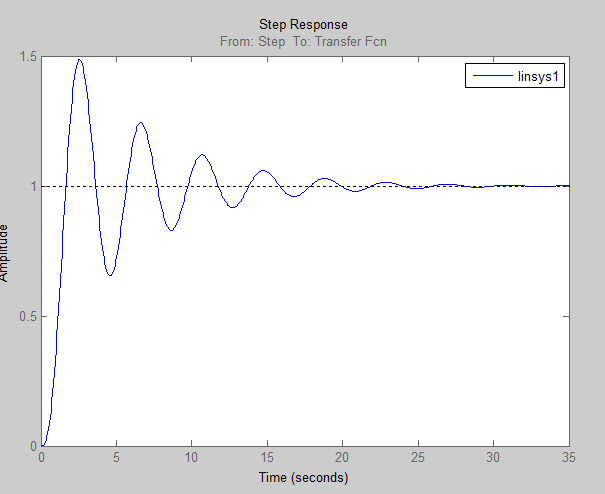 Step Response
From: Step To: Transfer Fcn
linsys1
1.5
1
0.5
0
Amplitude
0 5 10 15 20 25 30 35
Time (seconds)